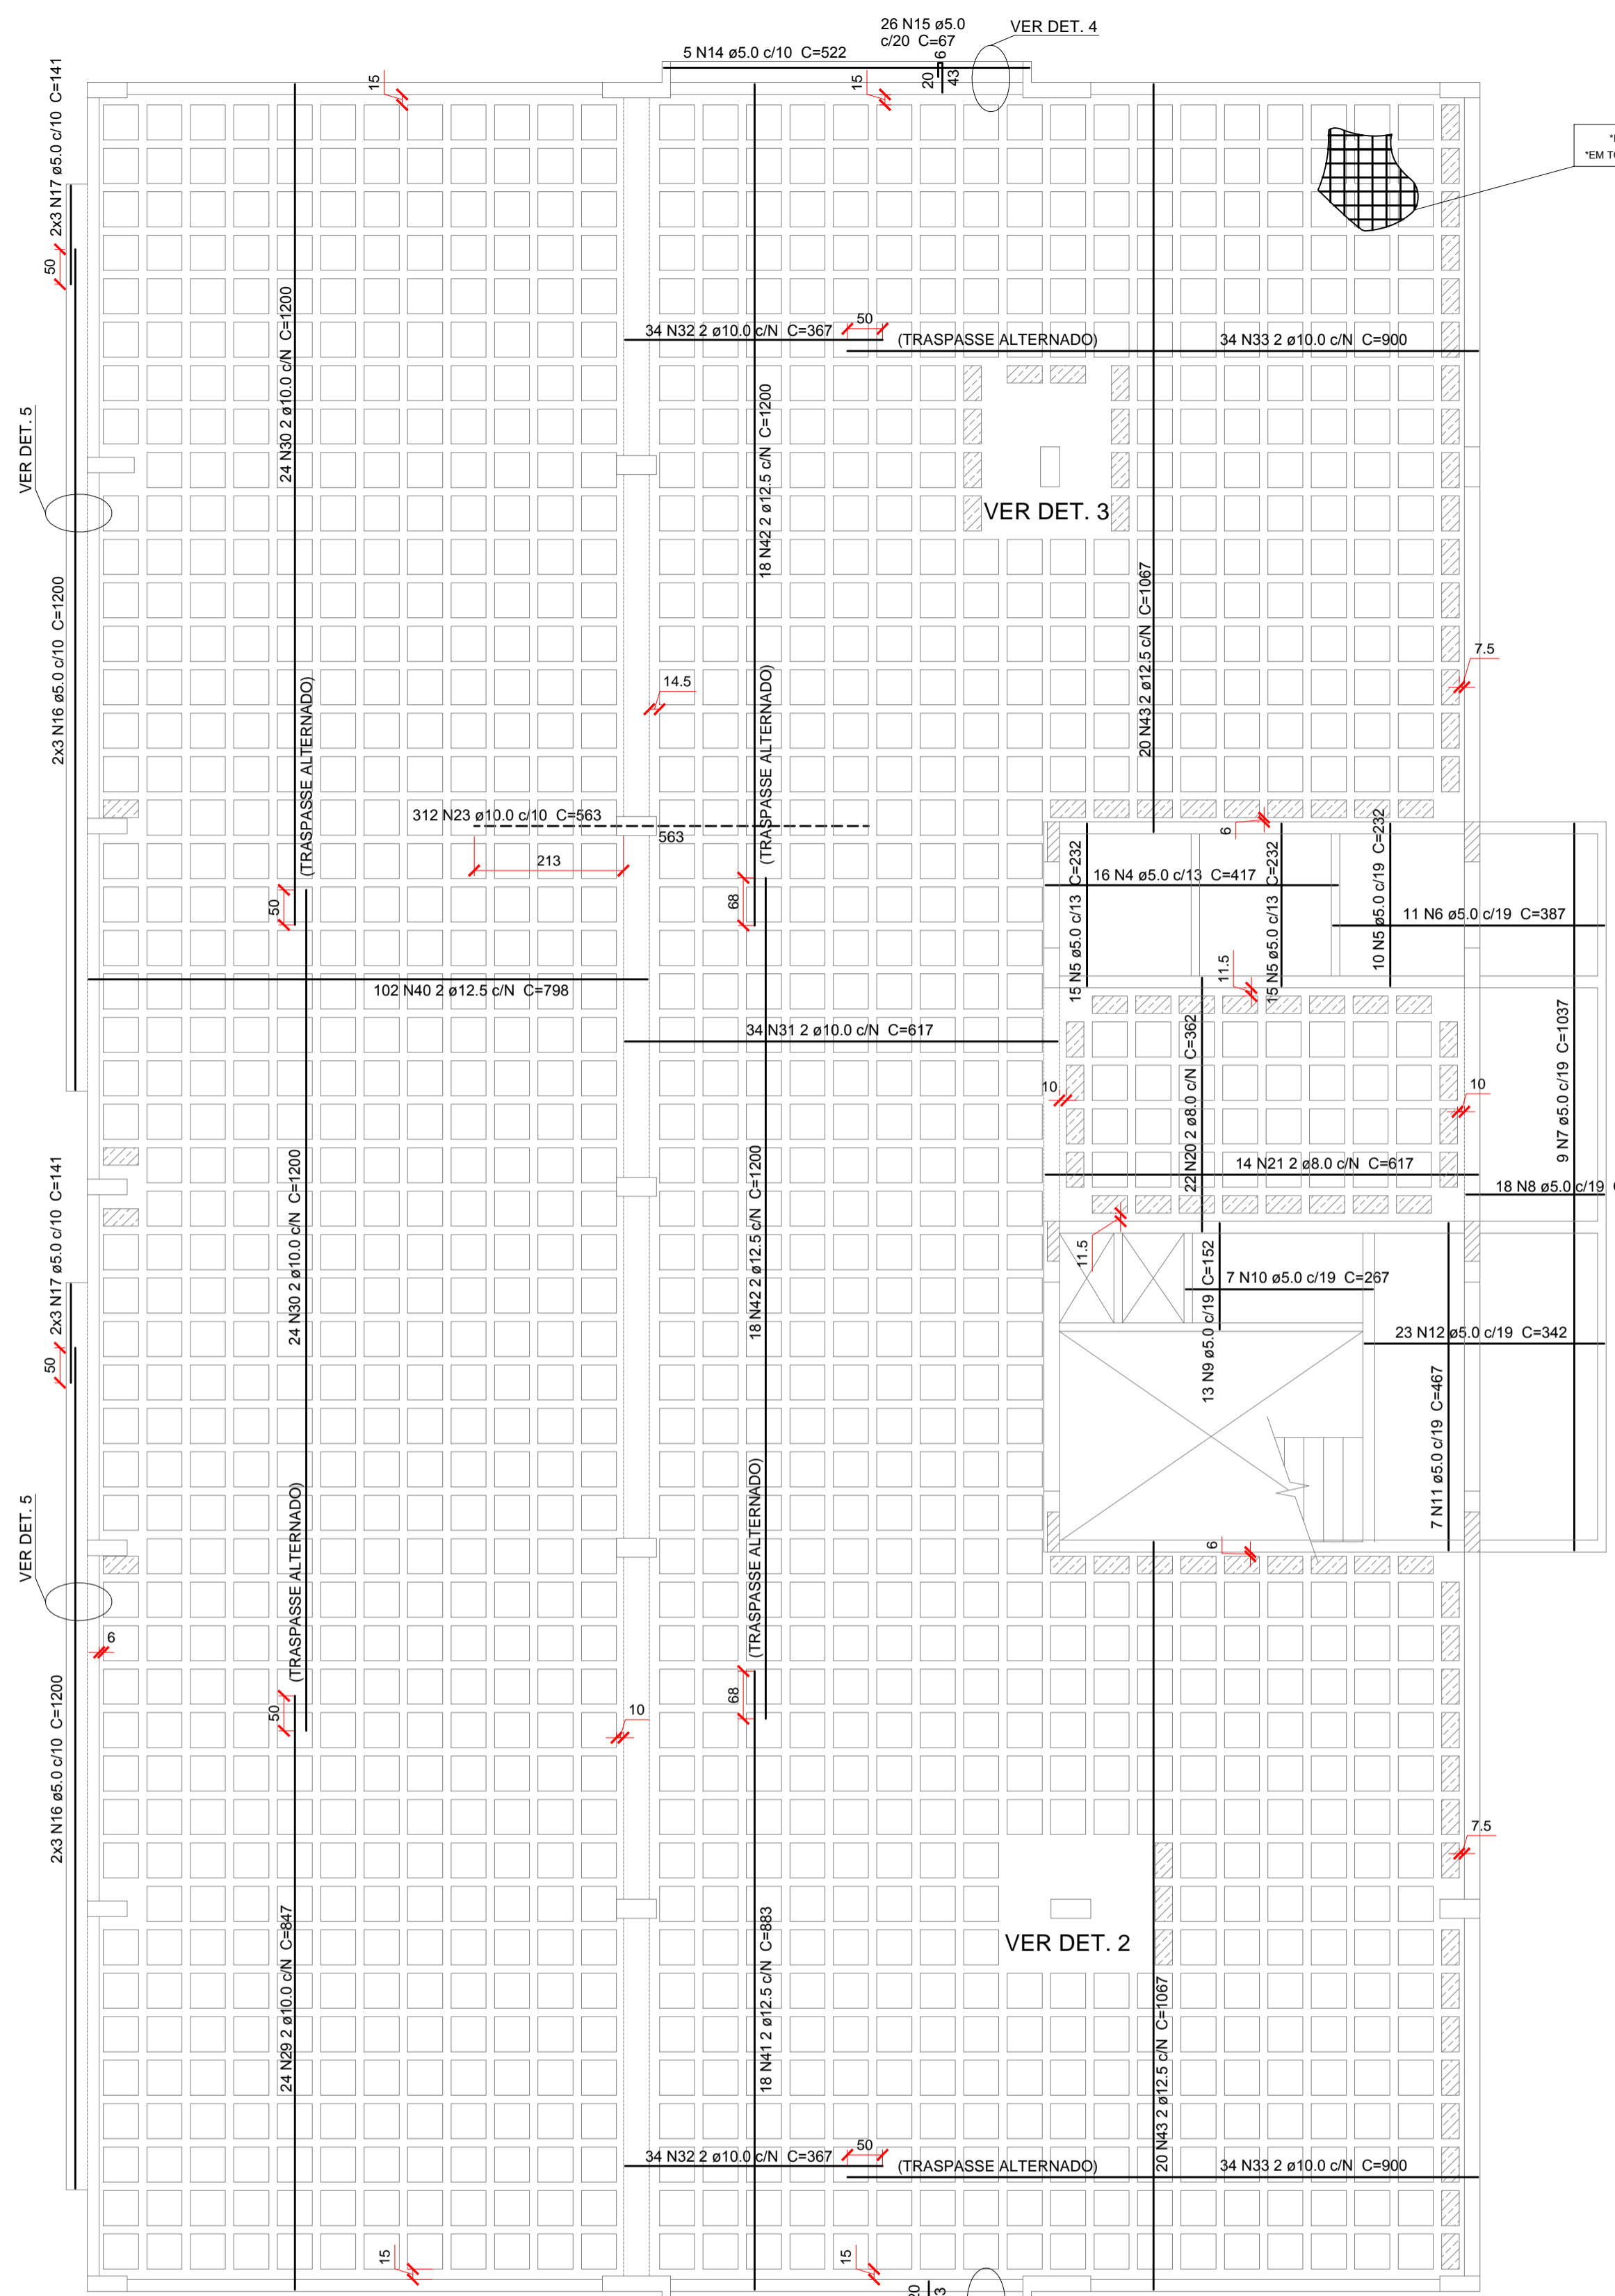 26 N15 ø5.0
c/20 C=67
VER DET. 4
5 N14 ø5.0 c/10 C=522
6
20
43
15
15
2x3 N17 ø5.0 c/10 C=141
50
*EM
24 N30 2 ø10.0 c/N C=1200
34 N32 2 ø10.0 c/N C=367
50
(TRASPASSE ALTERNADO)
34 N33 2 ø10.0 c/N C=900
18 N42 2 ø12.5 c/N C=1200
VER DET. 5
VER DET. 3
2x3 N16 ø5.0 c/10 C=1200
20 N43 2 ø12.5 c/N C=1067
7.5
14.5
(TRASPASSE ALTERNADO)
(TRASPASSE ALTERNADO)
312 N23 ø10.0 c/10 C=563
563
213
50
68
6
15 N5 ø5.0 c/13 C=232
16 N4 ø5.0 c/13 C=417
15 N5 ø5.0 c/13 C=232
10 N5 ø5.0 c/19 C=232
11 N6 ø5.0 c/19 C=387
11.5
102 N40 2 ø12.5 c/N C=798
34 N31 2 ø10.0 c/N C=617
22 N20 2 ø8.0 c/N C=362
9 N7 ø5.0 c/19 C=1037
10
10
14 N21 2 ø8.0 c/N C=617
18 N8 ø5.0 c/19
2x3 N17 ø5.0 c/10 C=141
50
24 N30 2 ø10.0 c/N C=1200
18 N42 2 ø12.5 c/N C=1200
11.5
13 N9 ø5.0 c/19 C=152
7 N10 ø5.0 c/19 C=267
23 N12 ø5.0 c/19 C=342
7 N11 ø5.0 c/19 C=467
VER DET. 5
(TRASPASSE ALTERNADO)
(TRASPASSE ALTERNADO)
6
6
2x3 N16 ø5.0 c/10 C=1200
50
68
10
7.5
24 N29 2 ø10.0 c/N C=847
18 N41 2 ø12.5 c/N C=883
VER DET. 2
20 N43 2 ø12.5 c/N C=1067
34 N32 2 ø10.0 c/N C=367
50
(TRASPASSE ALTERNADO)
34 N33 2 ø10.0 c/N C=900
15
15
20